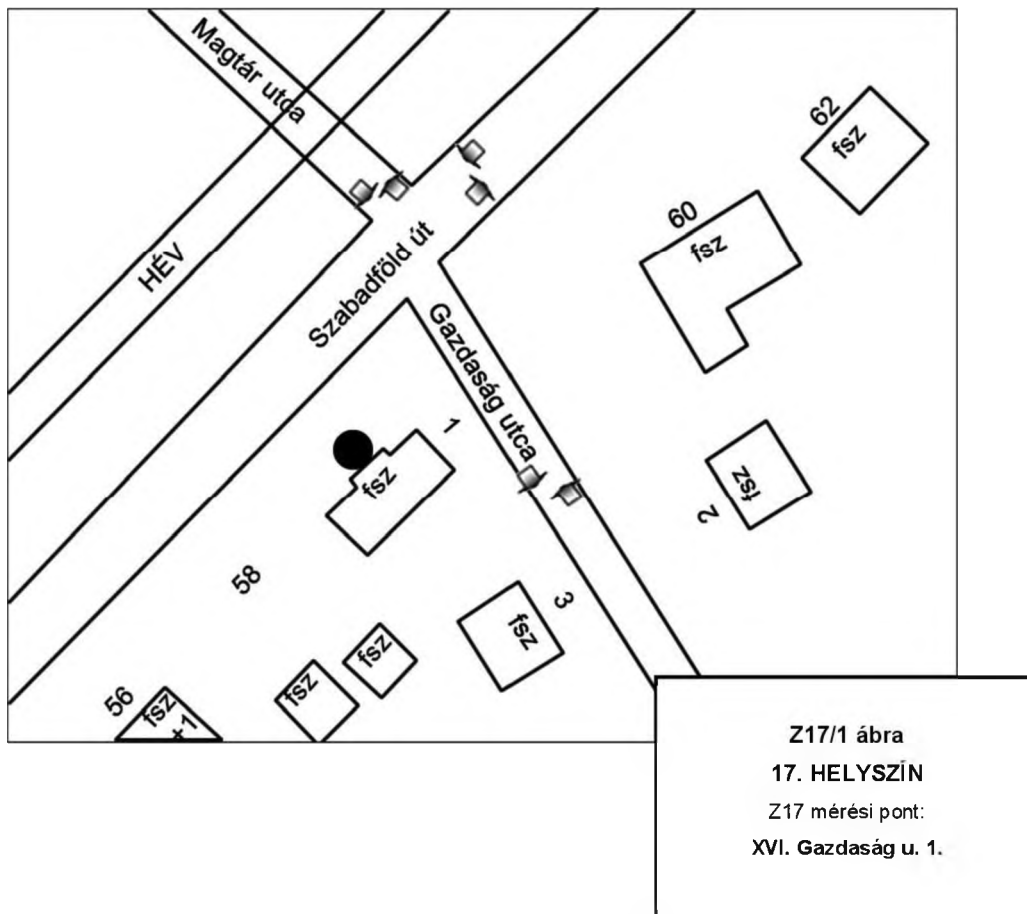 Magtár utca
62
fsz
60
fsz
HÉV
Szabadföld út
Gazdaság utca
1
fsz
fsz
2
58
3
fsz
fsz
fsz
56
fsz
+1
Z17/1 ábra
17. HELYSZÍN
Z17 mérési pont:
XVI. Gazdaság u. 1.